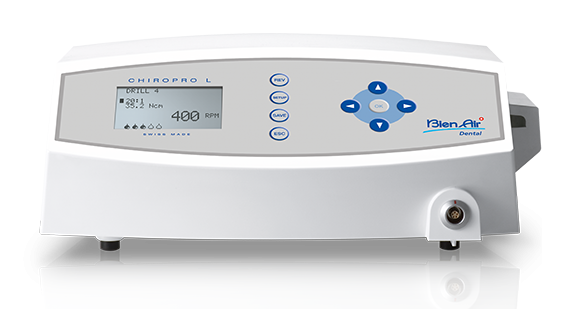 CHIROPRO L
DRILL 4
20:1
35.2 Ncm
400 RPM
SWISS MADE
REV
SETUP
SAVE
ESC
OK
Bien Air
Dental